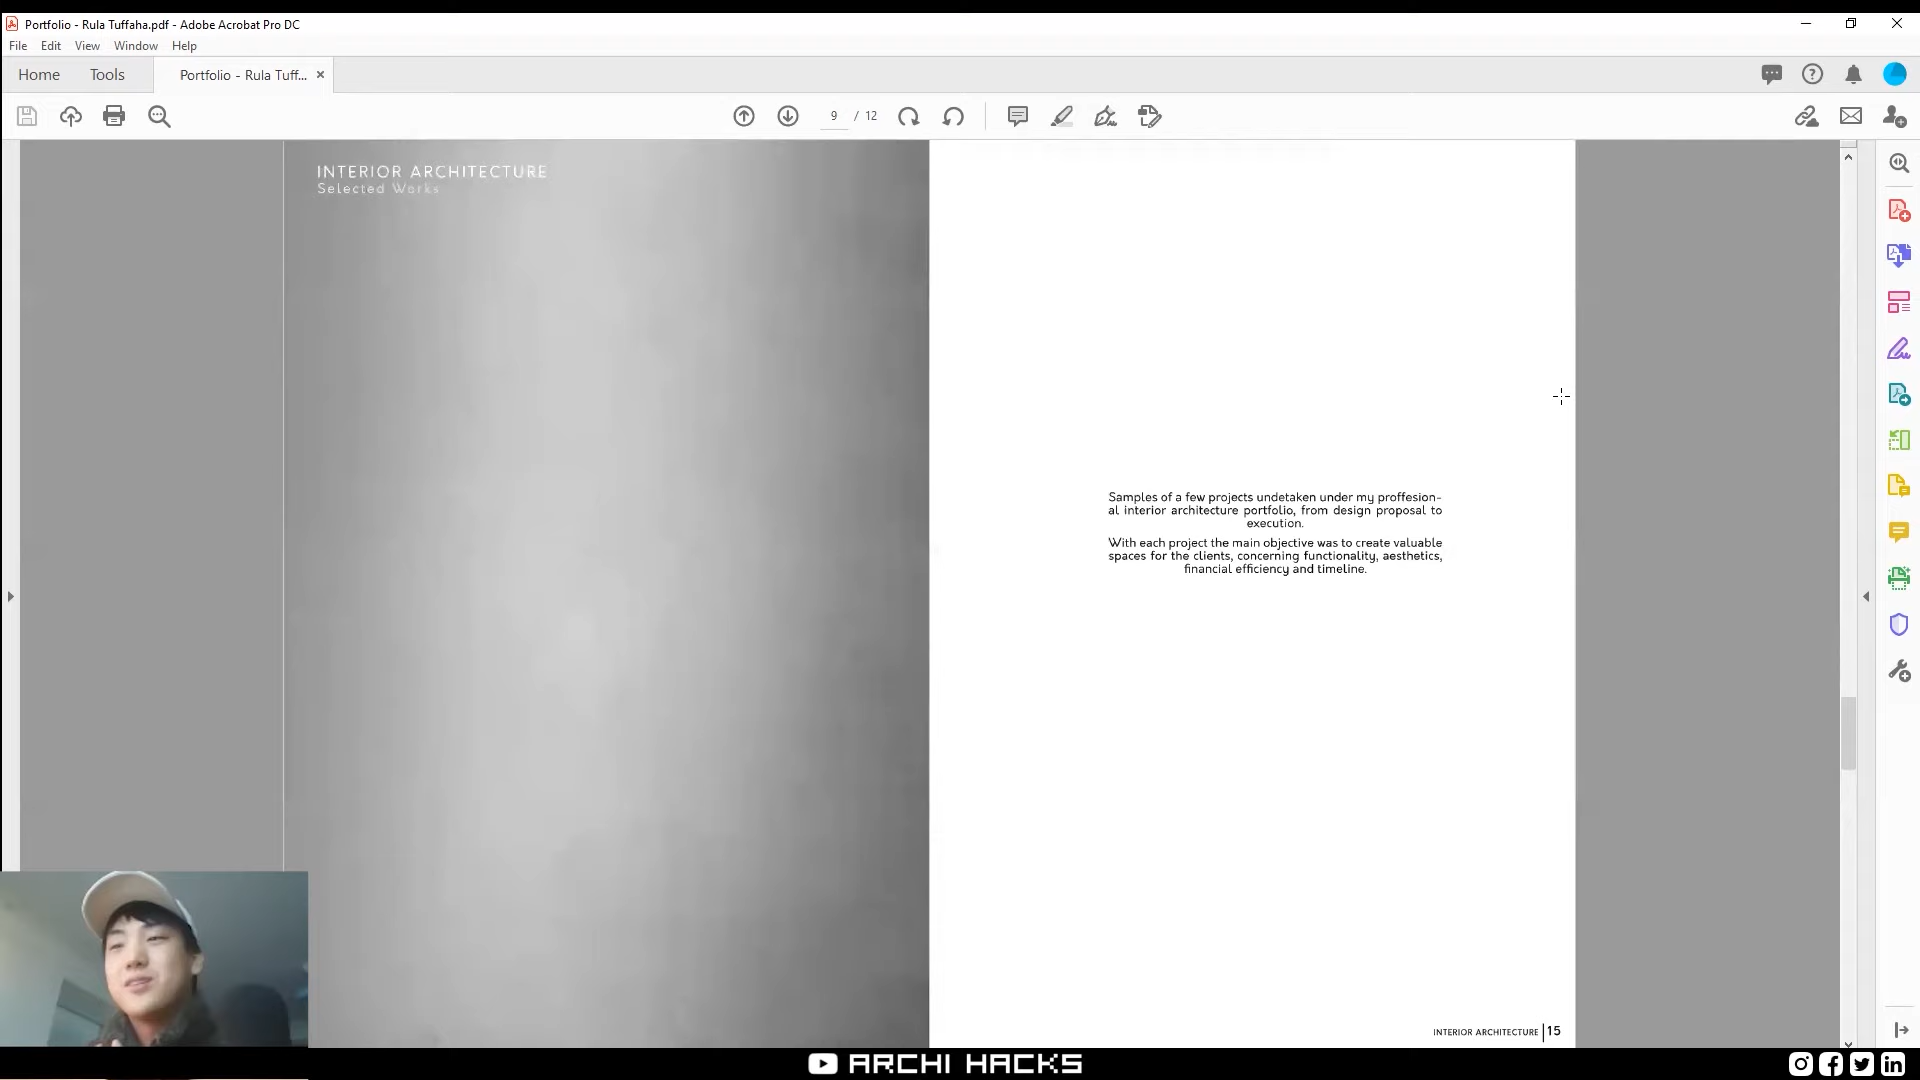 Portfolio - Rula Tuffaha.pdf - Adobe Acrobat Pro DC
File Edit View Window Help
Home Tools Portfolio - Rula Tuff...
9 / 12
INTERIOR ARCHITECTURE
Selected Works
Samples of a few projects undetaken under my proffesion-
al interior architecture portfolio, from design proposal to
execution.
With each project the main objective was to create valuable
spaces for the clients, concerning functionality, aesthetics,
financial efficiency and timeline.
INTERIOR ARCHITECTURE | 15
ARCHI HACKS